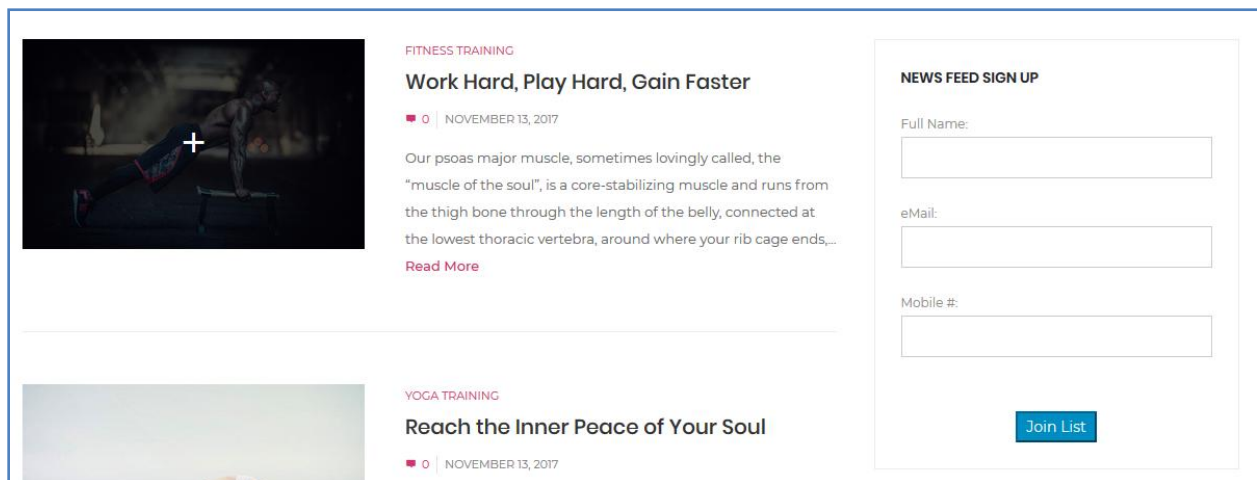 FITNESS TRAINING
Work Hard, Play Hard, Gain Faster
0 NOVEMBER 13, 2017
Our psoas major muscle, sometimes lovingly called, the
“muscle of the soul”, is a core-stabilizing muscle and runs from
the thigh bone through the length of the belly, connected at
the lowest thoracic vertebra, around where your rib cage ends,...
Read More
YOGA TRAINING
Reach the Inner Peace of Your Soul
0 NOVEMBER 13, 2017
NEWS FEED SIGN UP
Full Name:
eMail:
Mobile #:
Join List